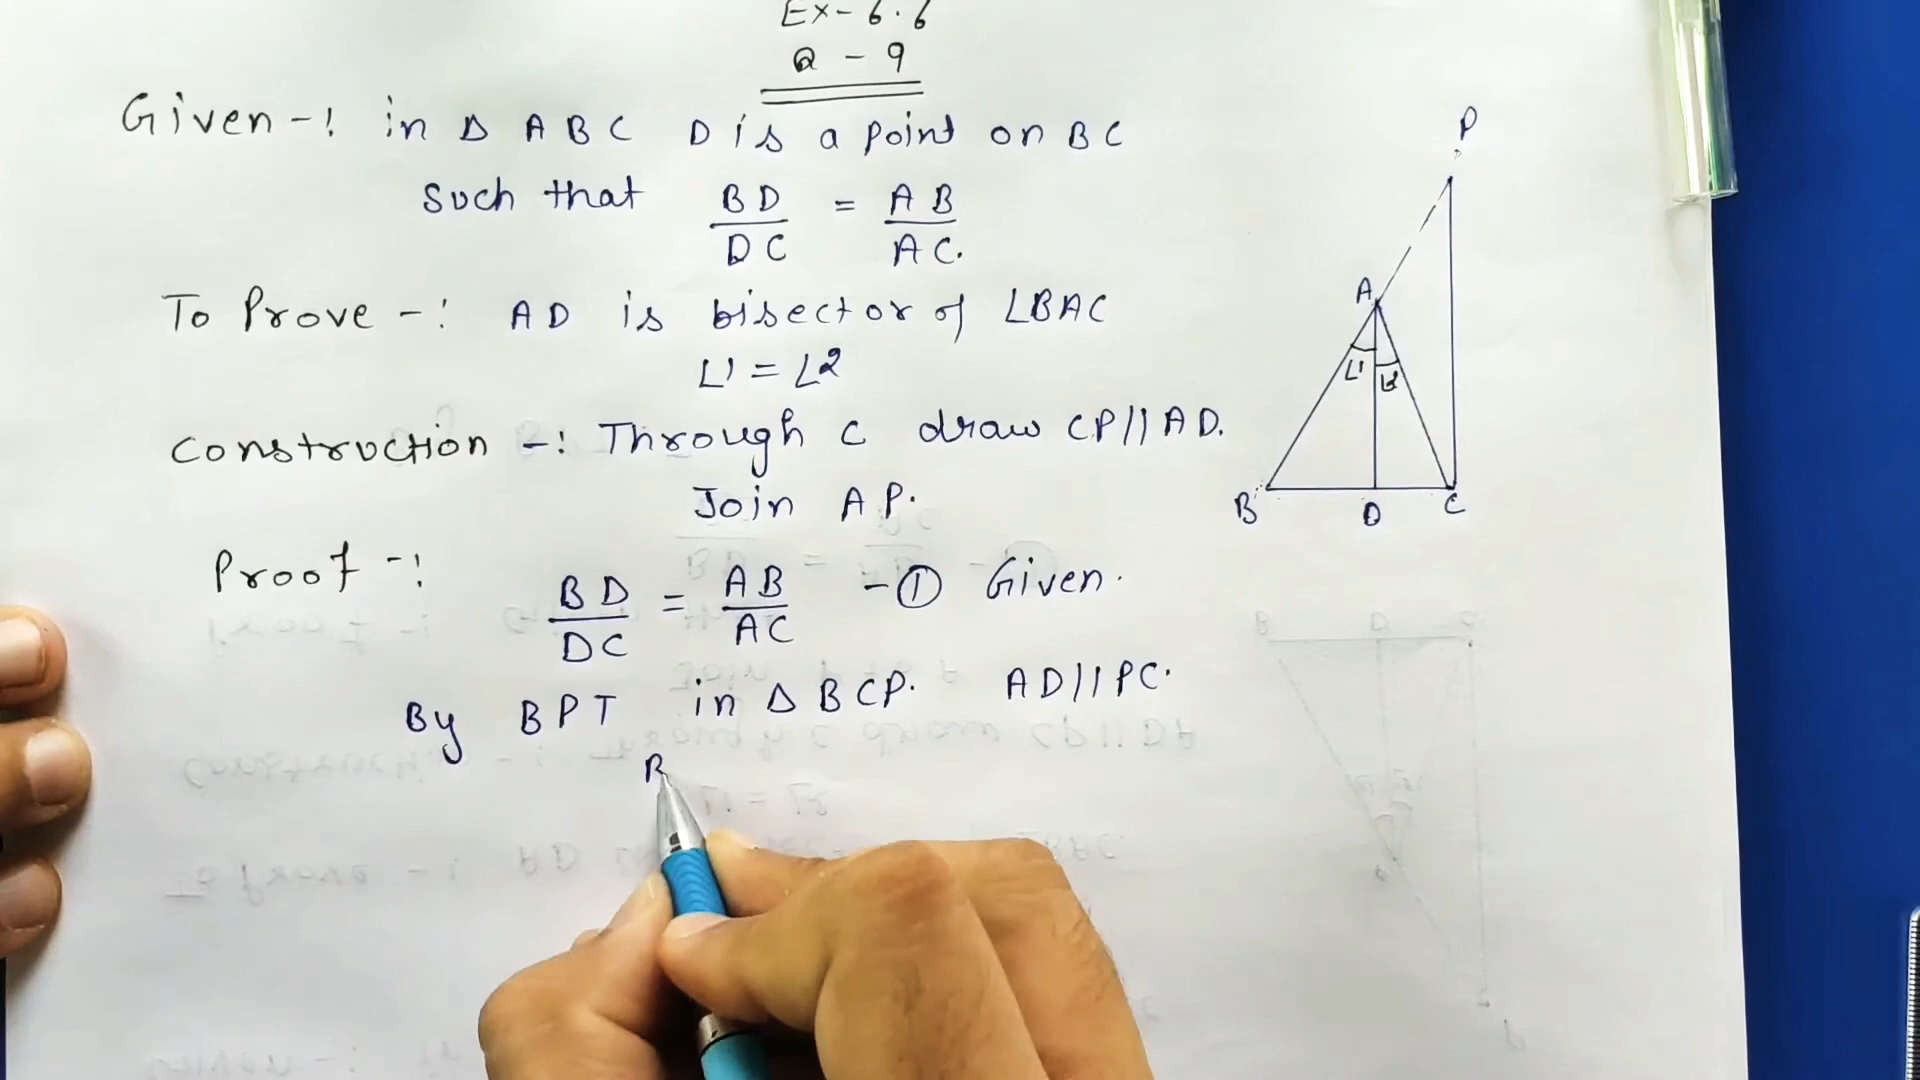 Ex-6.6
Q-9
Given-! in Δ ABC D is a point on BC
Such that BD/DC = AB/AC.
To Prove -! AD is bisector of ∠BAC
∠1 = ∠2
Construction -! Through C draw CP||AD.
Join AP.
Proof -!
BD/DC = AB/AC -① Given.
By BPT in Δ BCP. AD||PC.
B
P
A
∠1 ∠2
B D C